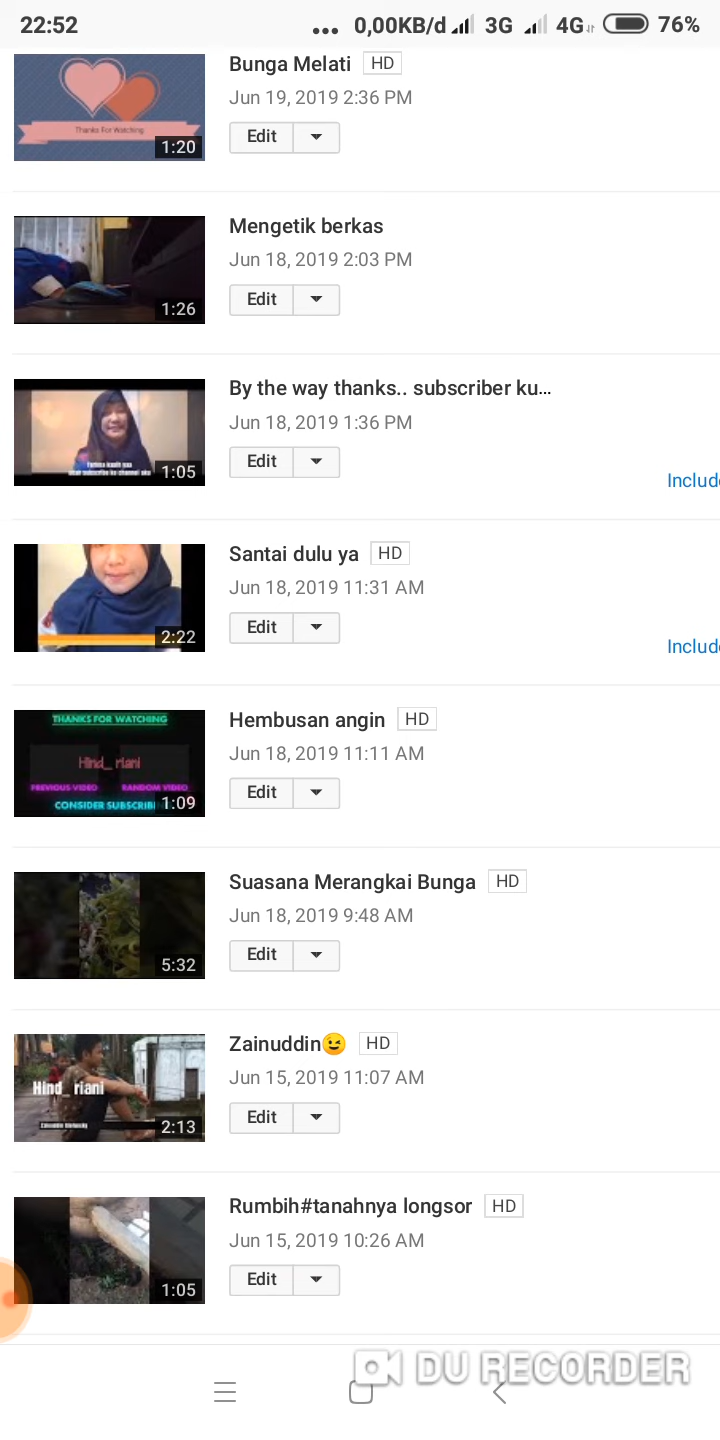 22:52 ... 0,00KB/d 3G 4G 76%
Bunga Melati HD
Jun 19, 2019 2:36 PM
Thanks For Watching
1:20
Edit
Mengetik berkas
Jun 18, 2019 2:03 PM
1:26
Edit
By the way thanks.. subscriber ku...
Jun 18, 2019 1:36 PM
1:05
Edit
Includ
Santai dulu ya HD
Jun 18, 2019 11:31 AM
2:22
Edit
Includ
THANKS FOR WATCHING
Hembusan angin HD
Jun 18, 2019 11:11 AM
Hind_ riani
PREVIOUS VIDEO RANDOM VIDEO
CONSIDER SUBSCRIBI 1:09
Edit
Suasana Merangkai Bunga HD
Jun 18, 2019 9:48 AM
5:32
Edit
Zainuddin😉 HD
Jun 15, 2019 11:07 AM
Hind_ riani
2:13
Edit
Rumbih#tanahnya longsor HD
Jun 15, 2019 10:26 AM
1:05
Edit
DU RECORDER